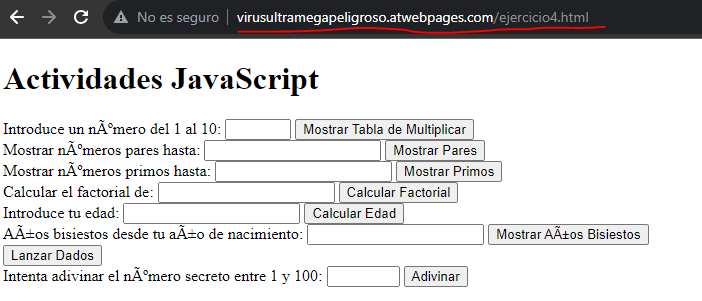 No es seguro virusultramegapeligroso.atwebpages.com/ejercicio4.html
Actividades JavaScript
Introduce un nÃºmero del 1 al 10: Mostrar Tabla de Multiplicar
Mostrar nÃºmeros pares hasta: Mostrar Pares
Mostrar nÃºmeros primos hasta: Mostrar Primos
Calcular el factorial de: Calcular Factorial
Introduce tu edad: Calcular Edad
AÃ±os bisiestos desde tu aÃ±o de nacimiento: Mostrar AÃ±os Bisiestos
Lanzar Dados
Intenta adivinar el nÃºmero secreto entre 1 y 100: Adivinar